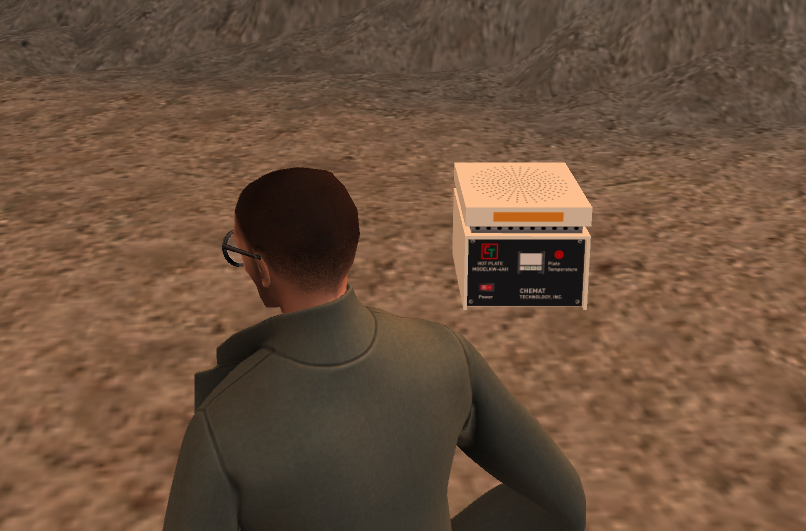 CT
HOT PLATE
MODEL:KW-4AH
Plate
Temperature
Power
CHEMAT
TECHNOLOGY, INC.